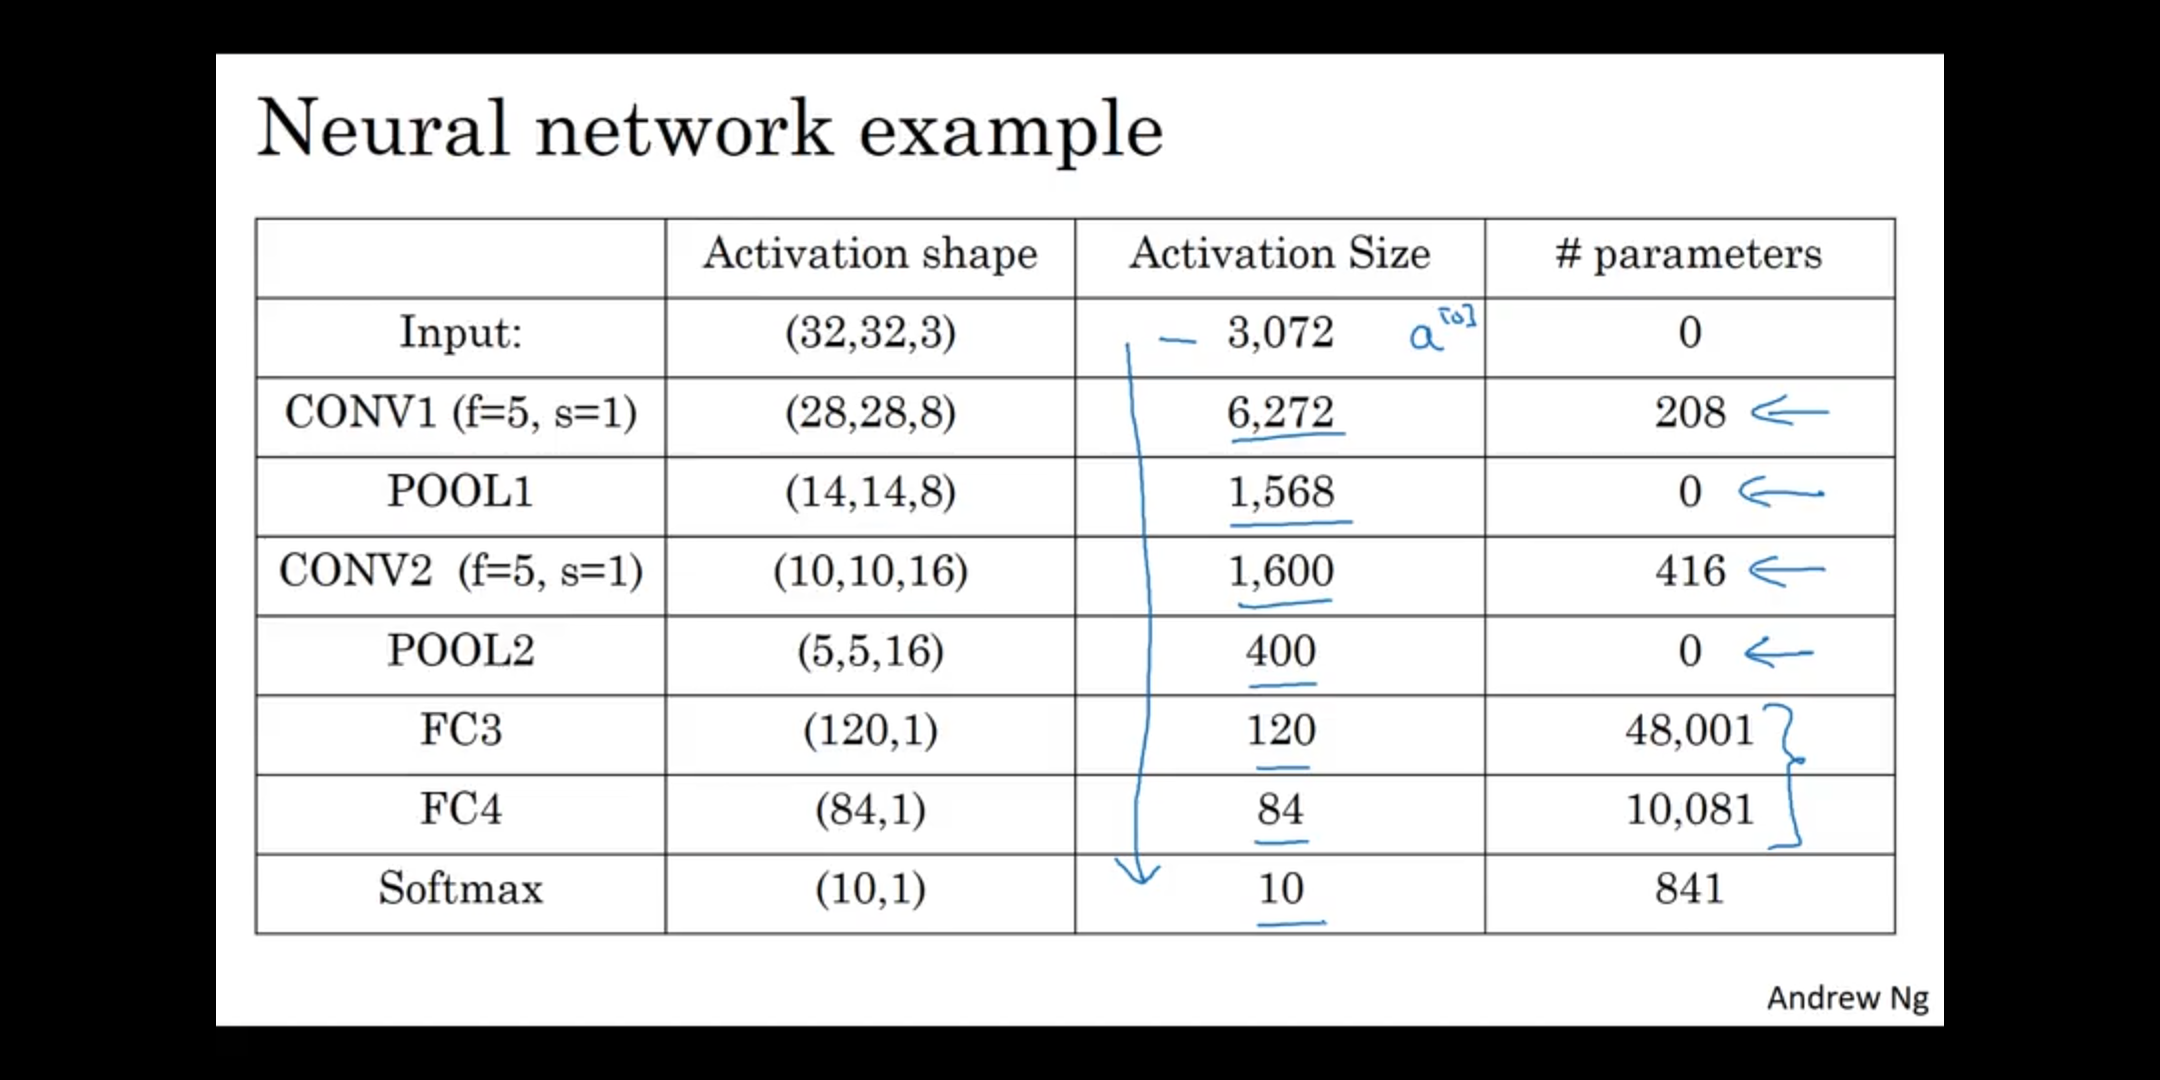 Neural network example
Activation shape Activation Size # parameters
Input: (32,32,3) — 3,072 a[0] 0
CONV1 (f=5, s=1) (28,28,8) 6,272 208 ←
POOL1 (14,14,8) 1,568 0 ←
CONV2 (f=5, s=1) (10,10,16) 1,600 416 ←
POOL2 (5,5,16) 400 0 ←
FC3 (120,1) 120 48,001
FC4 (84,1) 84 10,081
Softmax (10,1) 10 841
Andrew Ng